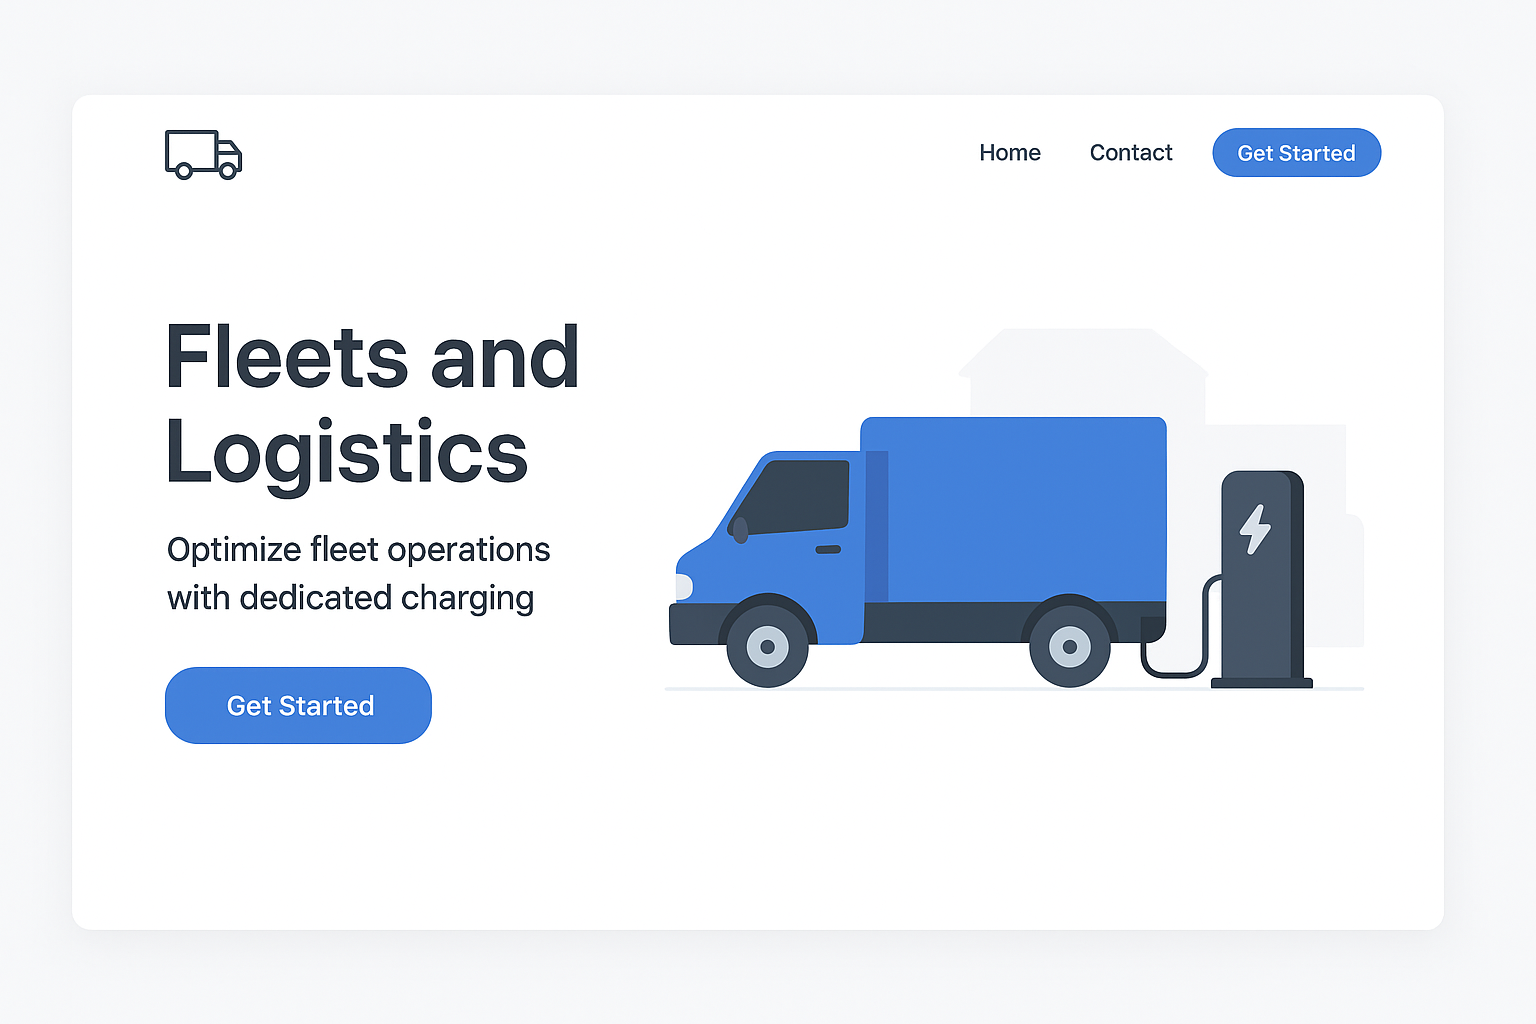 Home
Contact
Get Started
Fleets and
Logistics
Optimize fleet operations
with dedicated charging
Get Started